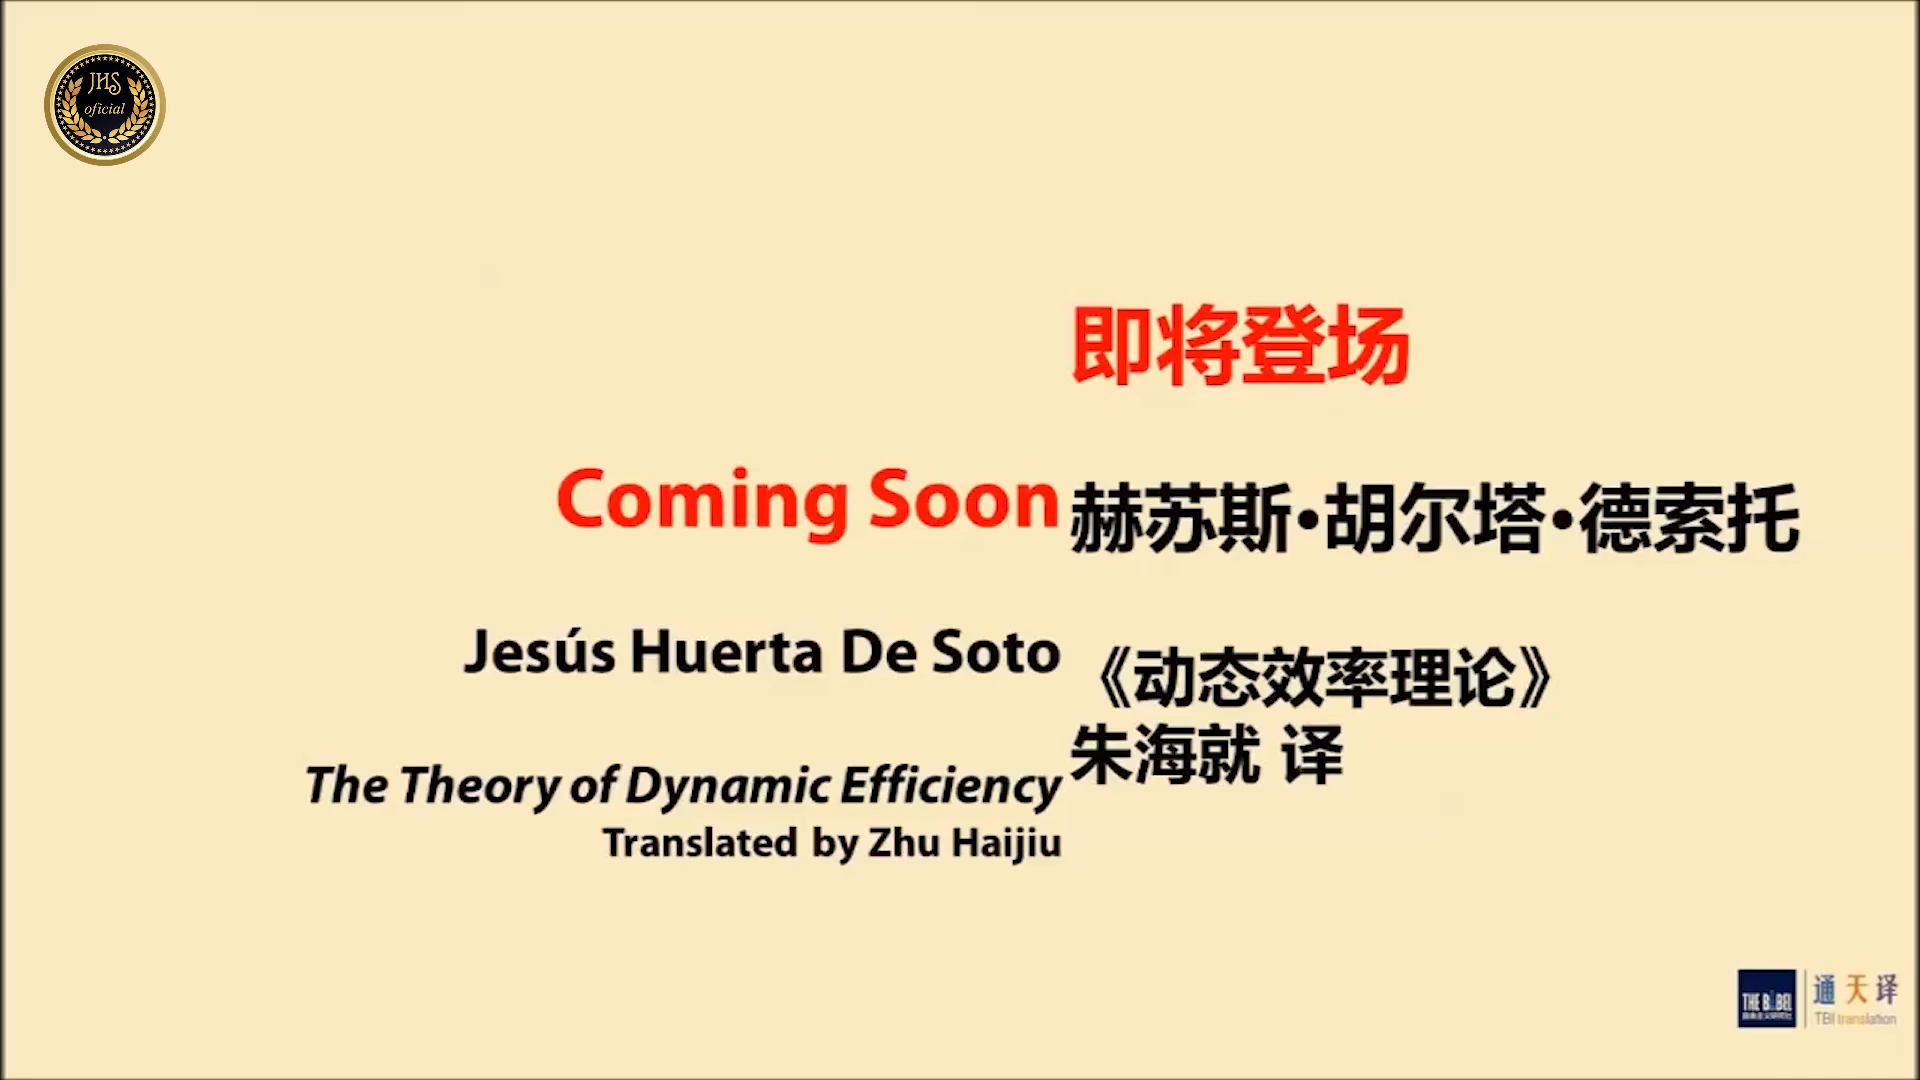 JHS
oficial
即将登场
Coming Soon
赫苏斯•胡尔塔•德索托
Jesús Huerta De Soto
《动态效率理论》
朱海就 译
The Theory of Dynamic Efficiency
Translated by Zhu Haijiu
THE BABEL
通天译
TBI translation